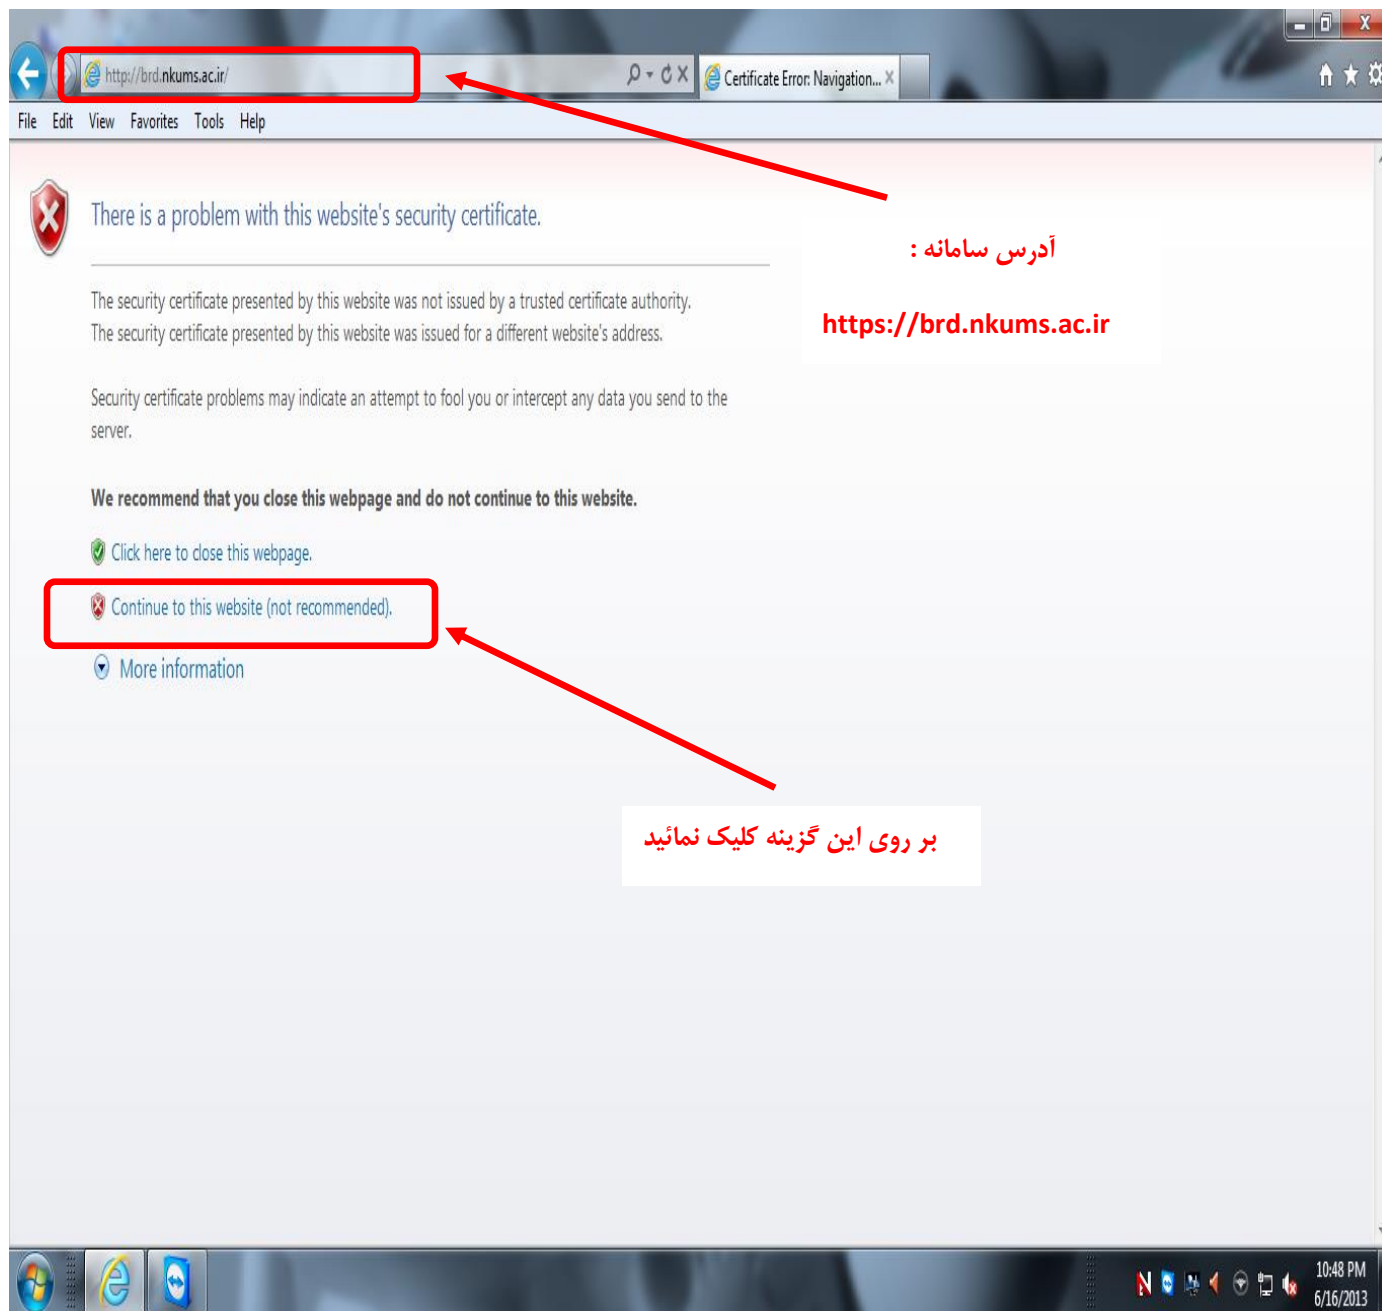 http://brd.nkums.ac.ir/
Certificate Error: Navigation...
File Edit View Favorites Tools Help
There is a problem with this website's security certificate.
آدرس سامانه :
The security certificate presented by this website was not issued by a trusted certificate authority.
https://brd.nkums.ac.ir
The security certificate presented by this website was issued for a different website's address.
Security certificate problems may indicate an attempt to fool you or intercept any data you send to the
server.
We recommend that you close this webpage and do not continue to this website.
Click here to close this webpage.
Continue to this website (not recommended).
More information
بر روی این گزینه کلیک نمائید
10:48 PM
6/16/2013